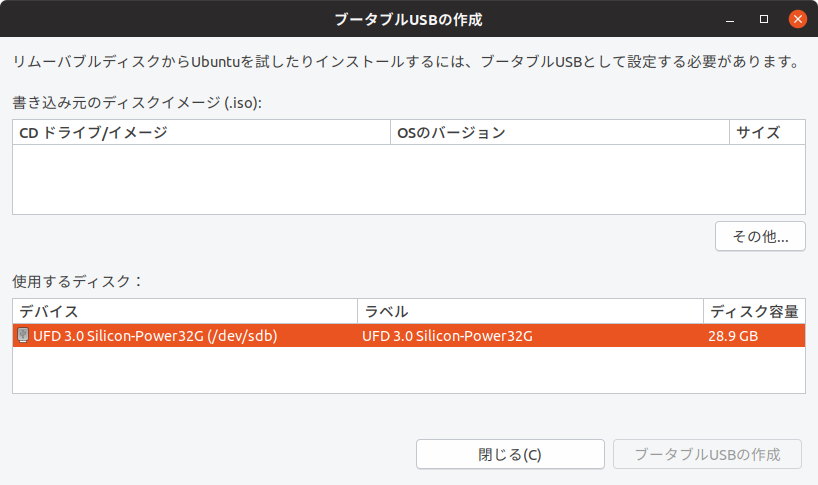 ブータブルUSBの作成
リムーバブルディスクからUbuntuを試したりインストールするには、ブータブルUSBとして設定する必要があります。
書き込み元のディスクイメージ (.iso):
CD ドライブ/イメージ OSのバージョン サイズ
その他...
使用するディスク：
デバイス ラベル ディスク容量
UFD 3.0 Silicon-Power32G (/dev/sdb) UFD 3.0 Silicon-Power32G 28.9 GB
閉じる(C) ブータブルUSBの作成